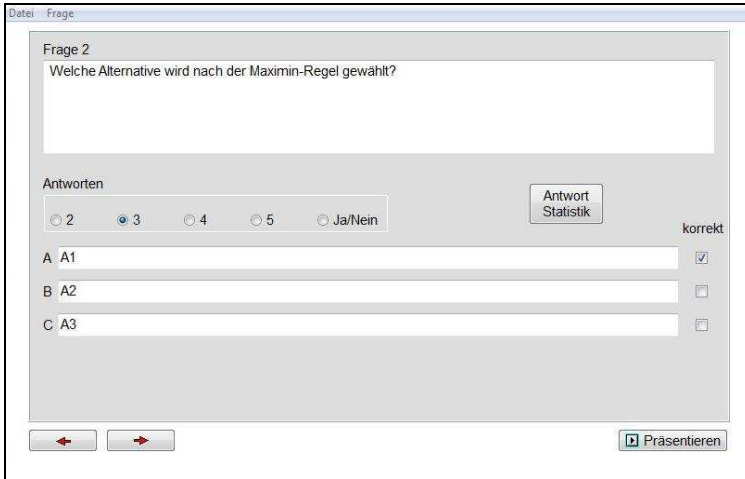 Datei Frage
Frage 2
Welche Alternative wird nach der Maximin-Regel gewählt?
Antworten
2 3 4 5 Ja/Nein
Antwort
Statistik
korrekt
A A1
B A2
C A3
Präsentieren